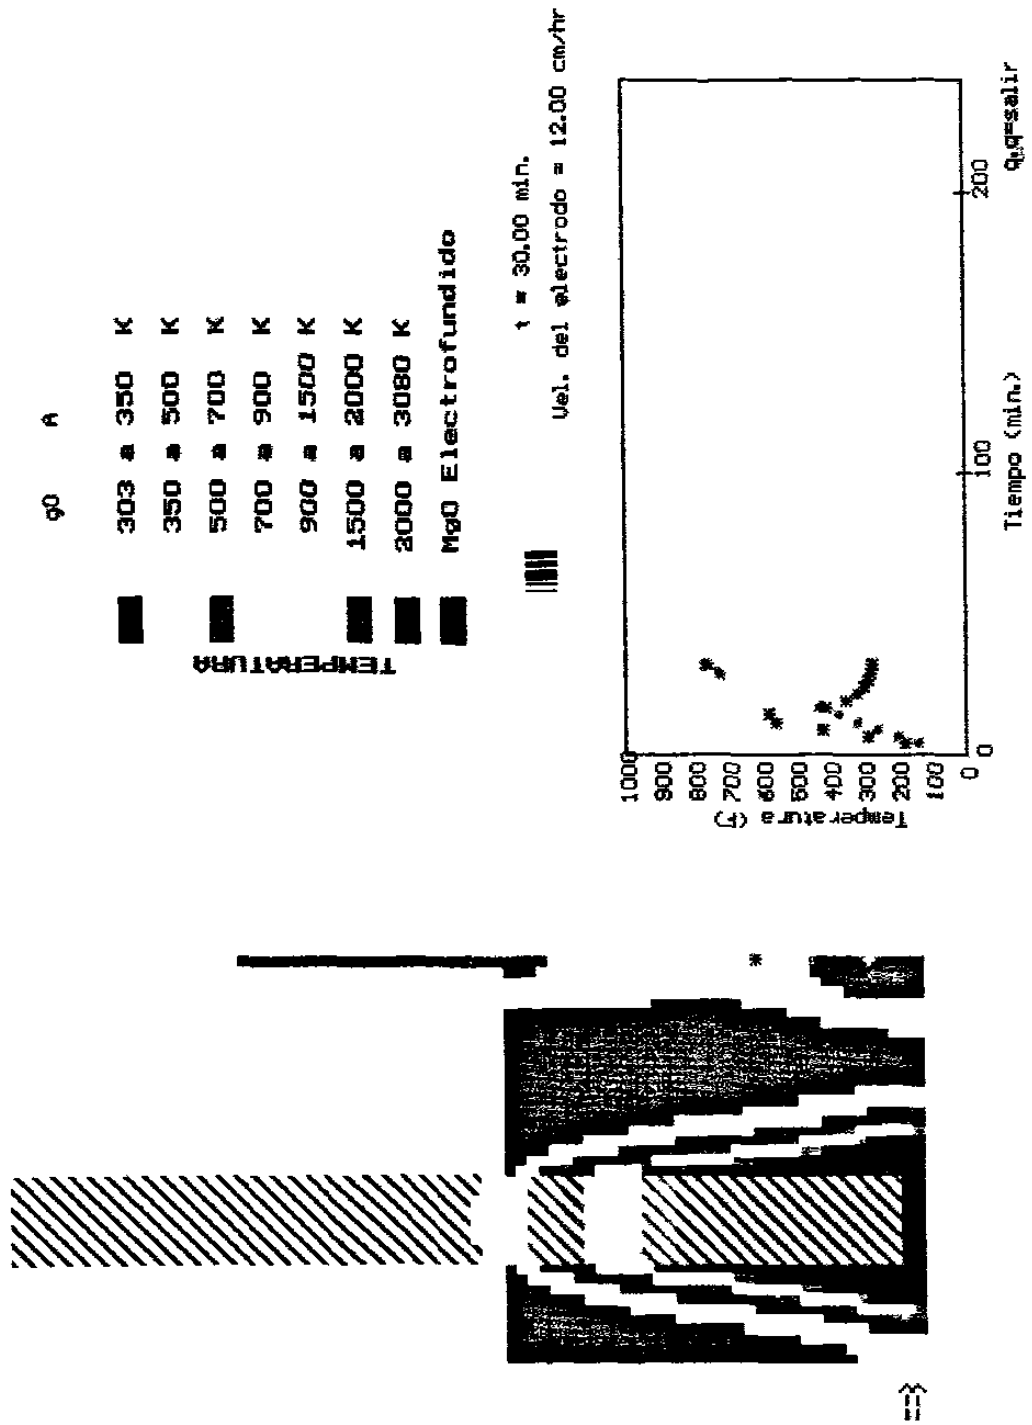 gO A
TEMPERATURA
303 a 350 K
350 a 500 K
500 a 700 K
700 a 900 K
900 a 1500 K
1500 a 2000 K
2000 a 3080 K
MgO Electrofundido
t = 30.00 min.
Vel. del electrodo = 12.00 cm/hr
Temperatura (F)
1000
900
800
700
600
500
400
300
200
100
0
0 100 200
Tiempo (min.)
q,q=salir